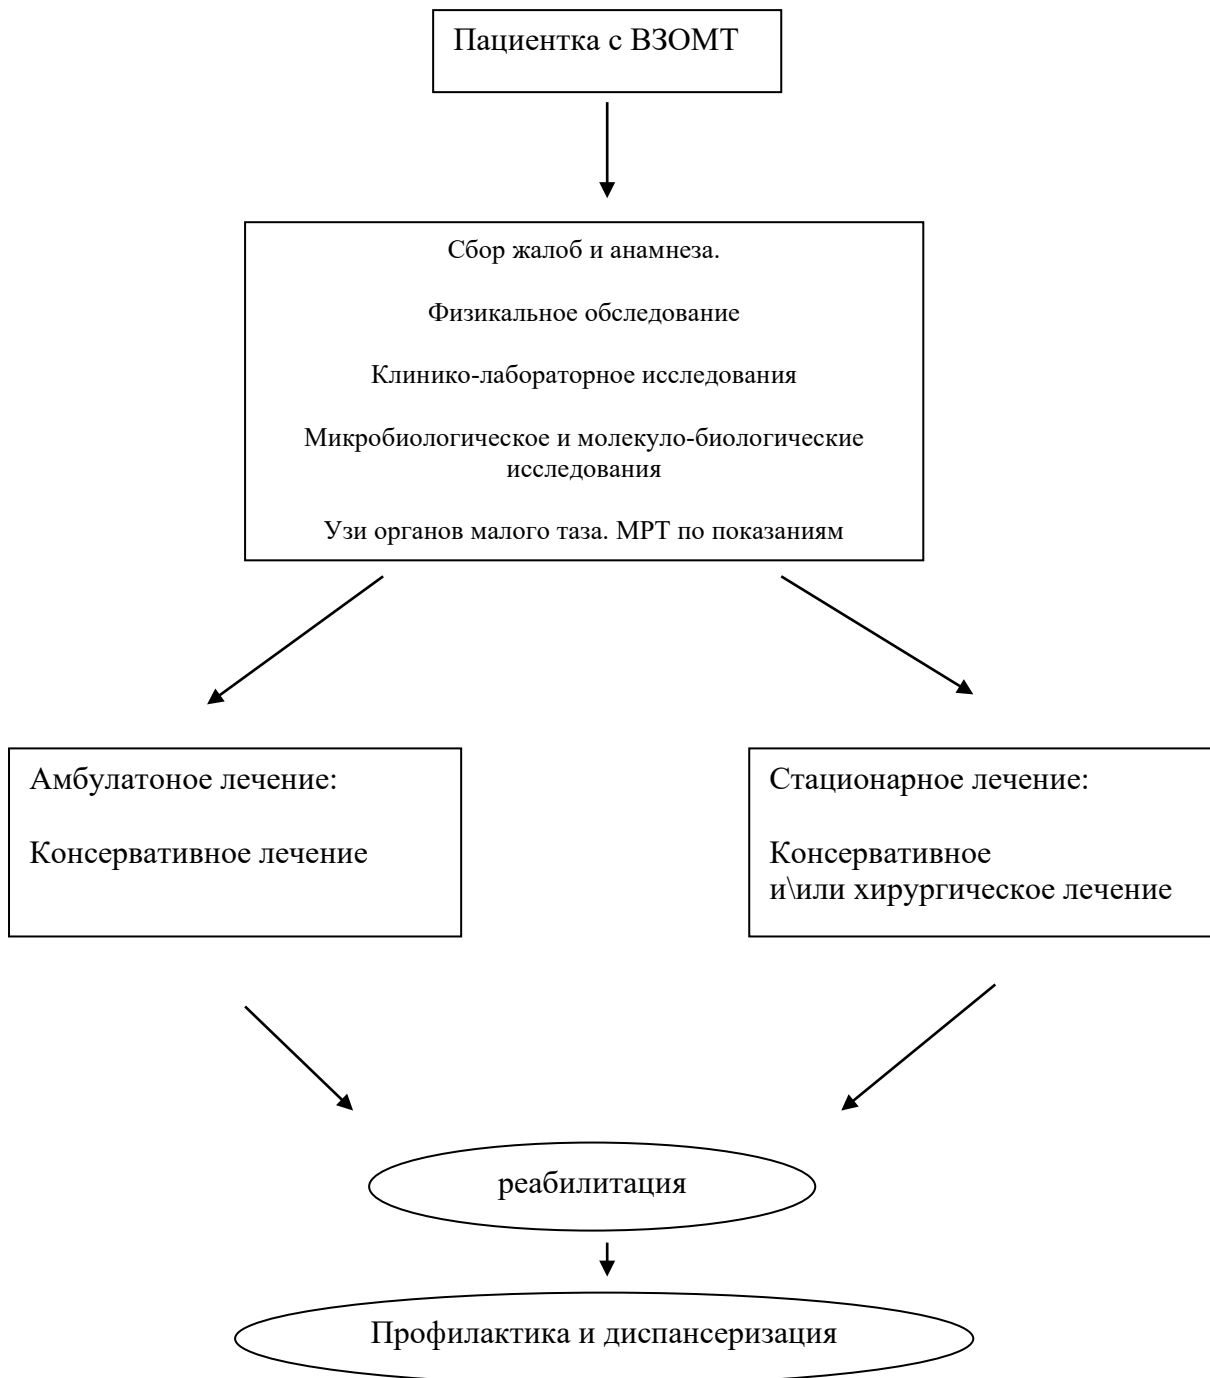 Пациентка с ВЗОМТ
Сбор жалоб и анамнеза.
Физикальное обследование
Клинико-лабораторное исследования
Микробиологическое и молекуло-биологические
исследования
Узи органов малого таза. МРТ по показаниям
Амбулатоное лечение:
Консервативное лечение
Стационарное лечение:
Консервативное
и\или хирургическое лечение
реабилитация
Профилактика и диспансеризация